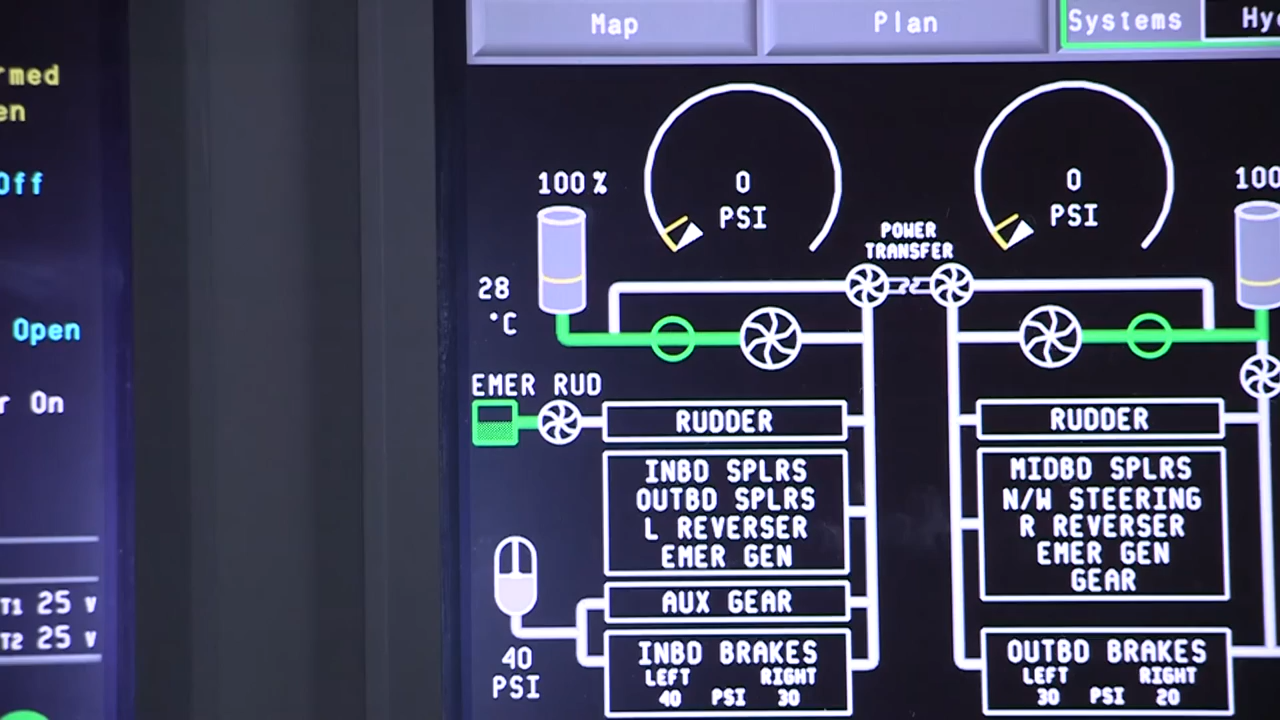 Map
Plan
Systems
Hy
rmed
en
Off
Open
r On
T1 25 v
T2 25 v
100 %
0
PSI
0
PSI
100
POWER
TRANSFER
28
°C
EMER RUD
RUDDER
RUDDER
INBD SPLRS
OUTBD SPLRS
L REVERSER
EMER GEN
MIDBD SPLRS
N/W STEERING
R REVERSER
EMER GEN
GEAR
AUX GEAR
40
PSI
INBD BRAKES
LEFT RIGHT
40 PSI 30
OUTBD BRAKES
LEFT RIGHT
30 PSI 20